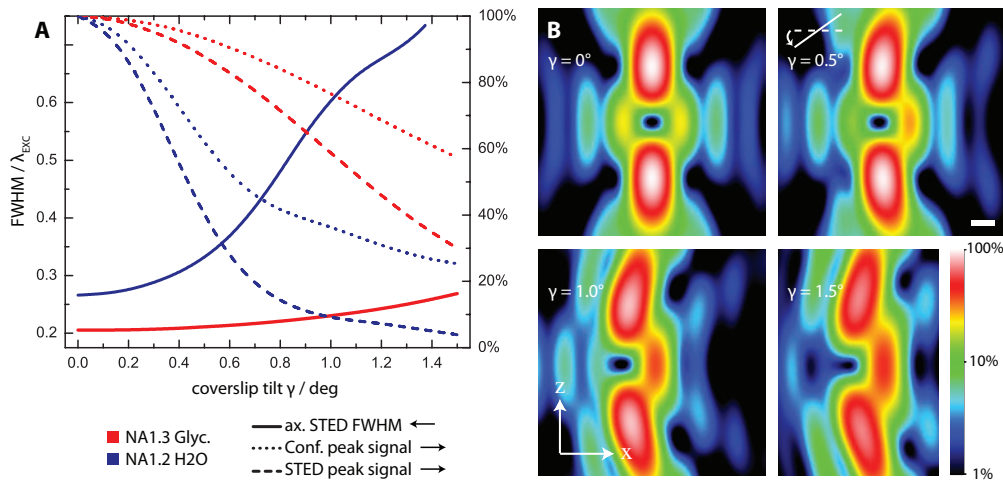 A
FWHM / λEXC
0.6
0.5
0.4
0.3
0.2
100%
80%
60%
40%
20%
0%
0.0 0.2 0.4 0.6 0.8 1.0 1.2 1.4
coverslip tilt γ / deg
NA1.3 Glyc.
NA1.2 H2O
ax. STED FWHM ←
Conf. peak signal →
STED peak signal →
B
γ = 0°
γ = 0.5°
γ = 1.0°
γ = 1.5°
z
x
100%
10%
1%